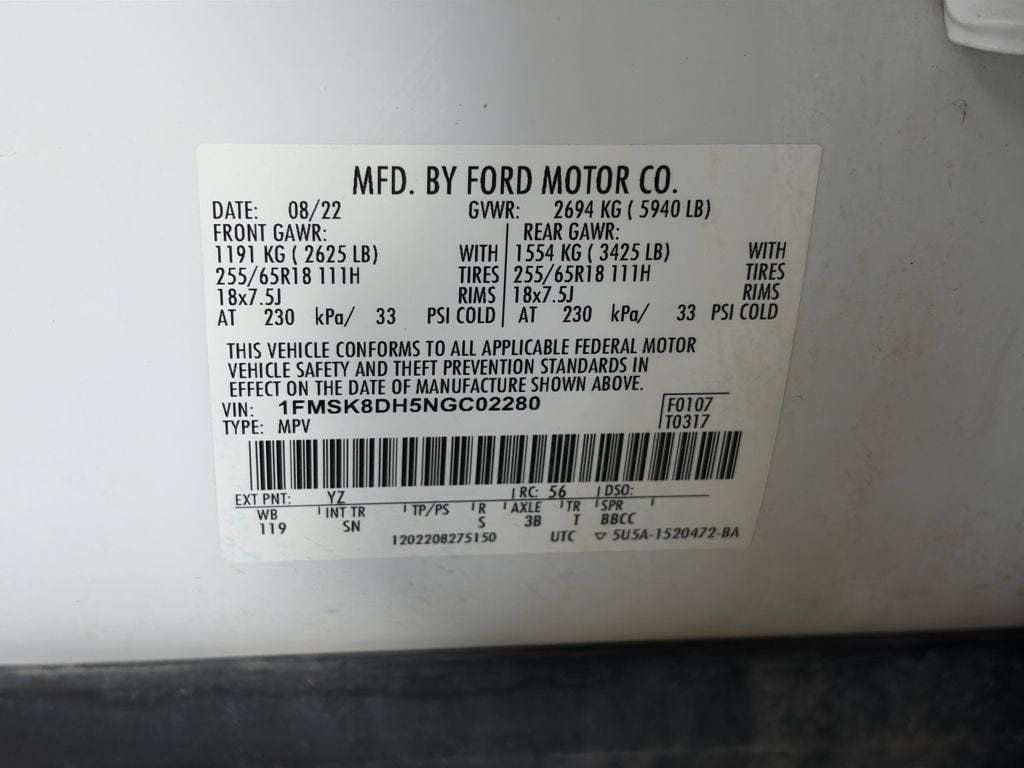 MFD. BY FORD MOTOR CO.
DATE: 08/22 GVWR: 2694 KG ( 5940 LB)
FRONT GAWR: REAR GAWR:
1191 KG ( 2625 LB) WITH 1554 KG ( 3425 LB) WITH
255/65R18 111H TIRES 255/65R18 111H TIRES
18x7.5J RIMS 18x7.5J RIMS
AT 230 kPa/ 33 PSI COLD AT 230 kPa/ 33 PSI COLD
THIS VEHICLE CONFORMS TO ALL APPLICABLE FEDERAL MOTOR
VEHICLE SAFETY AND THEFT PREVENTION STANDARDS IN
EFFECT ON THE DATE OF MANUFACTURE SHOWN ABOVE.
VIN: 1FMSK8DH5NGC02280 F0107
TYPE: MPV T0317
EXT PNT: YZ RC: 56 DSO:
WB INT TR TP/PS R AXLE TR SPR
119 SN S 3B T BBCC
1202208275150 UTC ▽ 5U5A-1520472-BA